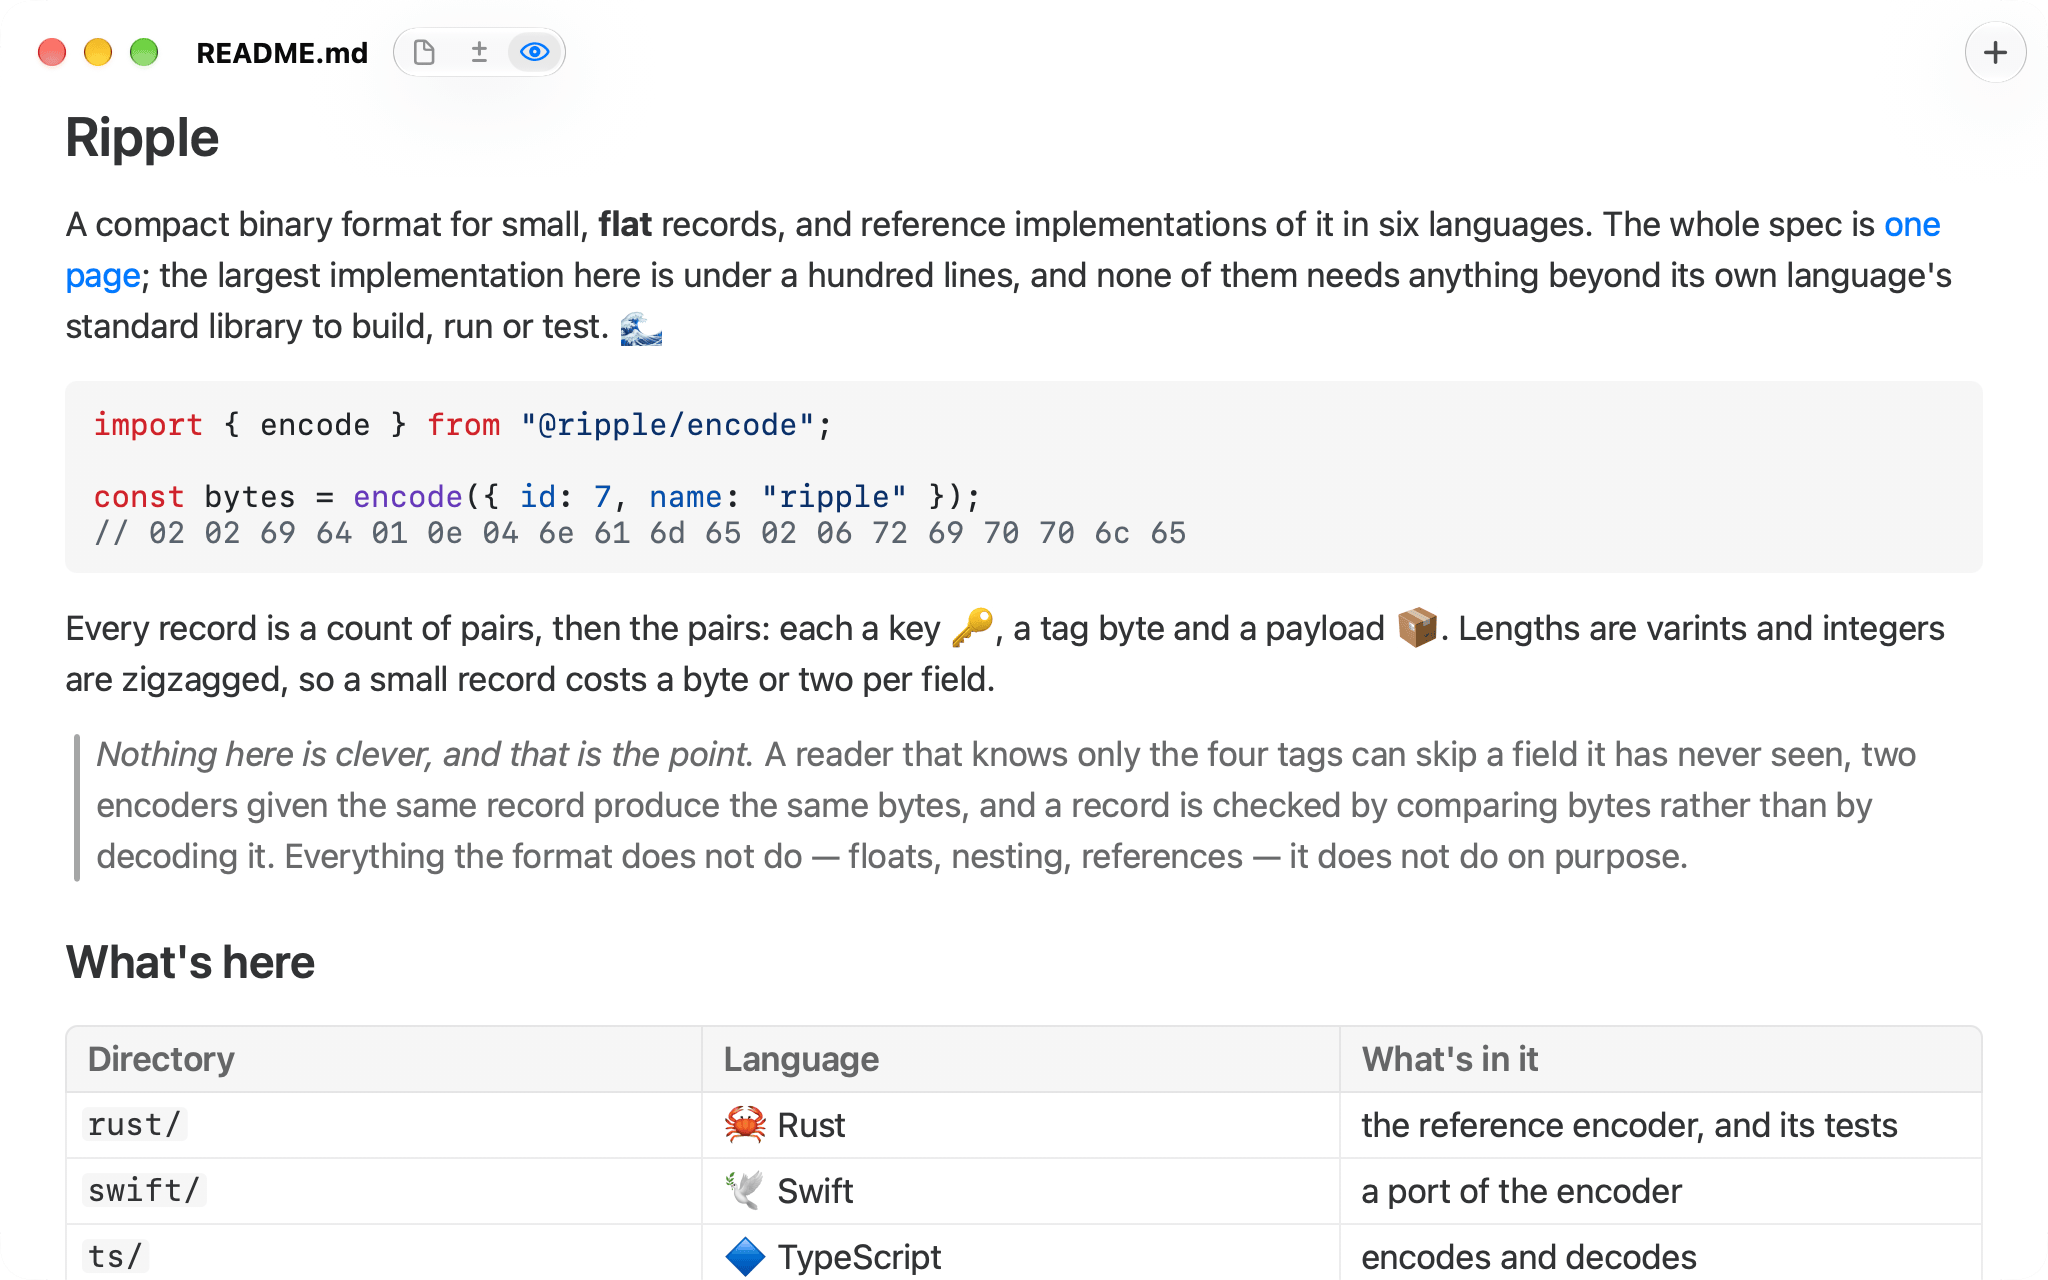 README.md
Ripple
A compact binary format for small, flat records, and reference implementations of it in six languages. The whole spec is one
page; the largest implementation here is under a hundred lines, and none of them needs anything beyond its own language's
standard library to build, run or test. 🌊
import { encode } from "@ripple/encode";
const bytes = encode({ id: 7, name: "ripple" });
// 02 02 69 64 01 0e 04 6e 61 6d 65 02 06 72 69 70 70 6c 65
Every record is a count of pairs, then the pairs: each a key 🔑, a tag byte and a payload 📦. Lengths are varints and integers
are zigzagged, so a small record costs a byte or two per field.
Nothing here is clever, and that is the point. A reader that knows only the four tags can skip a field it has never seen, two
encoders given the same record produce the same bytes, and a record is checked by comparing bytes rather than by
decoding it. Everything the format does not do — floats, nesting, references — it does not do on purpose.
What's here
Directory Language What's in it
rust/ 🦀 Rust the reference encoder, and its tests
swift/ 🕊️ Swift a port of the encoder
ts/ 🔷 TypeScript encodes and decodes